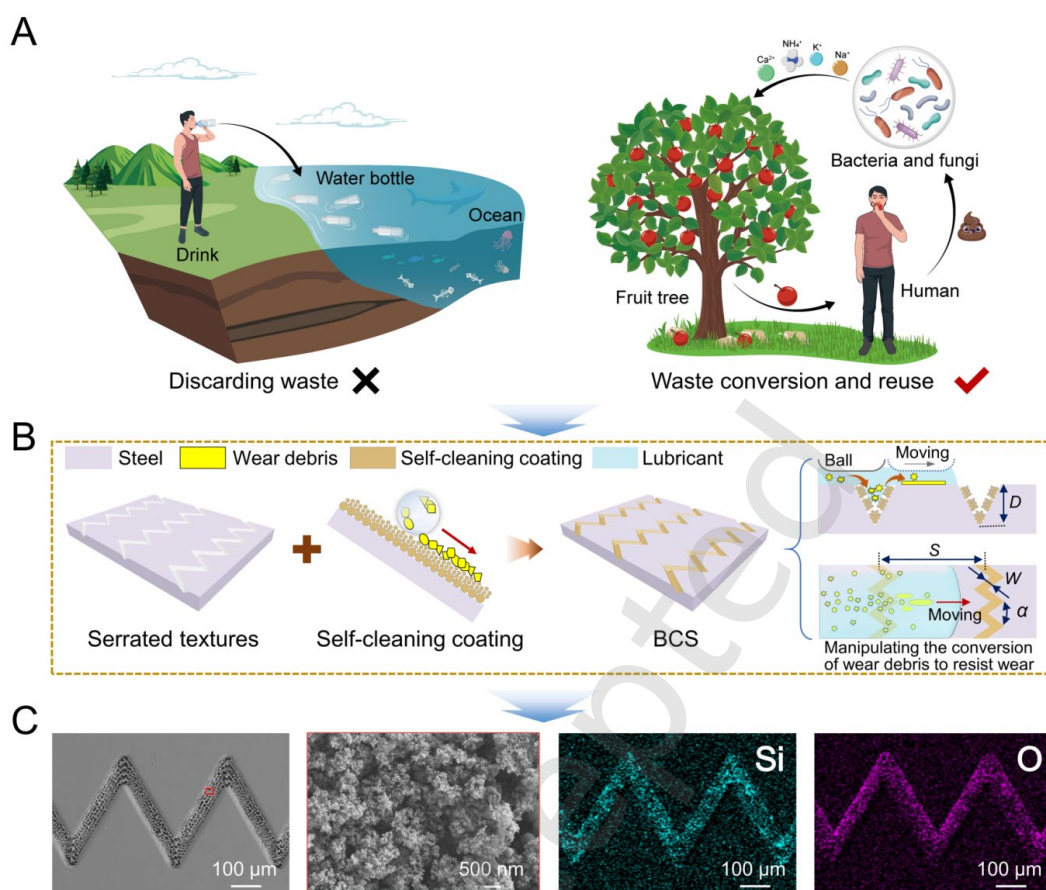 A
Water bottle
Ocean
Drink
Discarding waste
Ca²⁺
NH₄⁺
K⁺
Na⁺
Bacteria and fungi
Fruit tree
Human
Waste conversion and reuse
B
Steel
Wear debris
Self-cleaning coating
Lubricant
Serrated textures
Self-cleaning coating
BCS
Ball
Moving
D
S
W
α
Moving
Manipulating the conversion
of wear debris to resist wear
C
100 μm
500 nm
Si
100 μm
O
100 μm